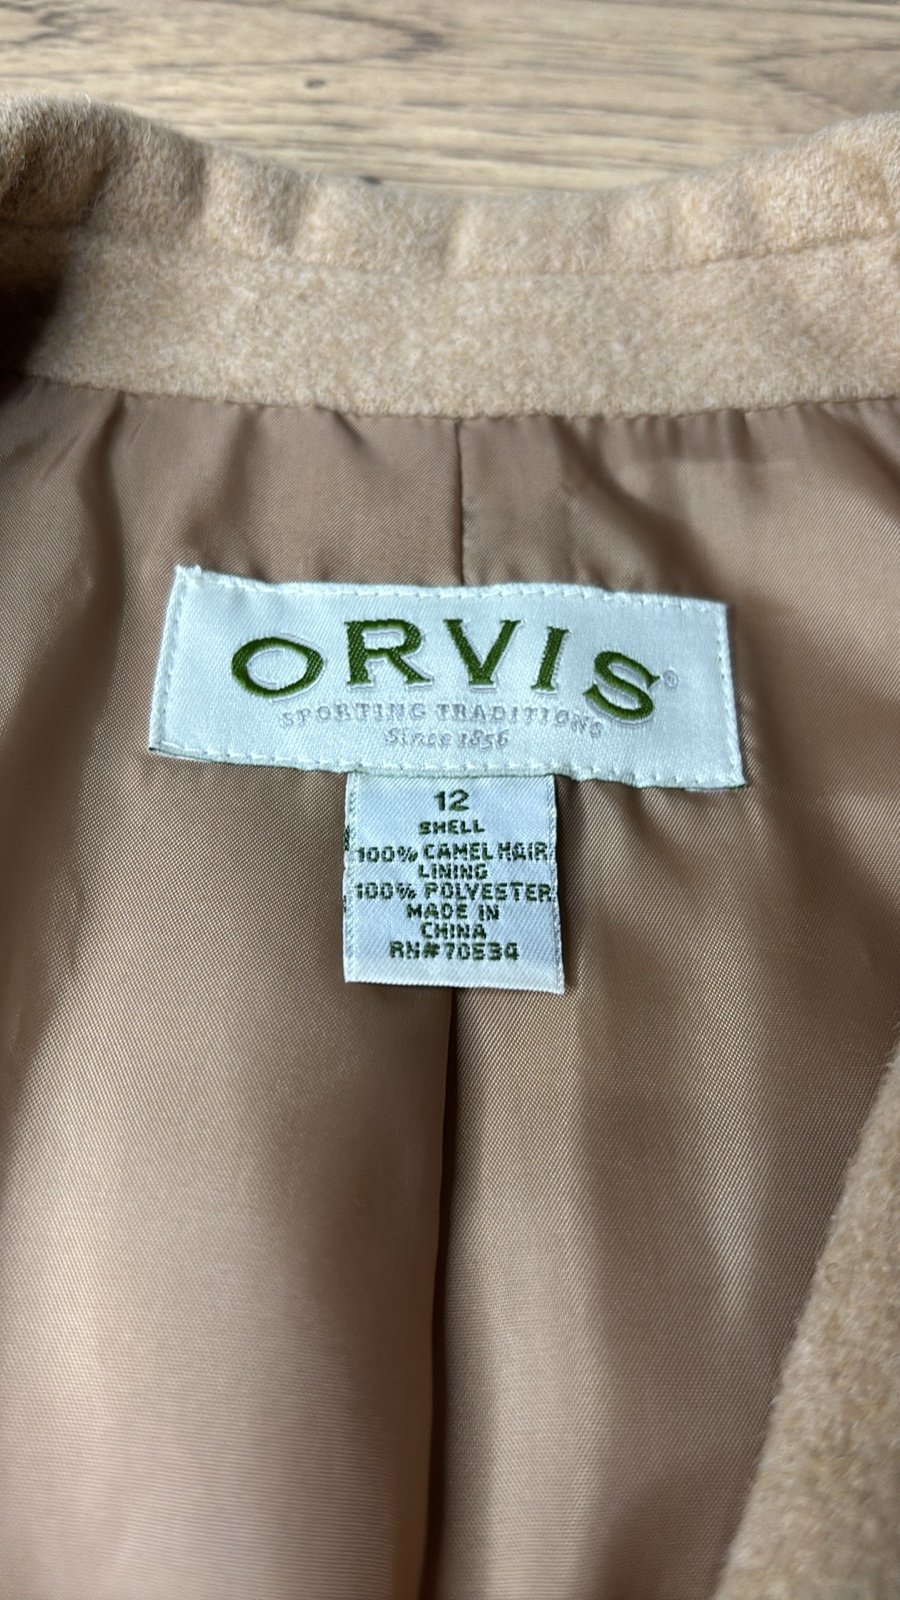 ORVIS®
SPORTING TRADITIONS
Since 1856
12
SHELL
100% CAMEL HAIR
LINING
100% POLYESTER
MADE IN
CHINA
RN#70534